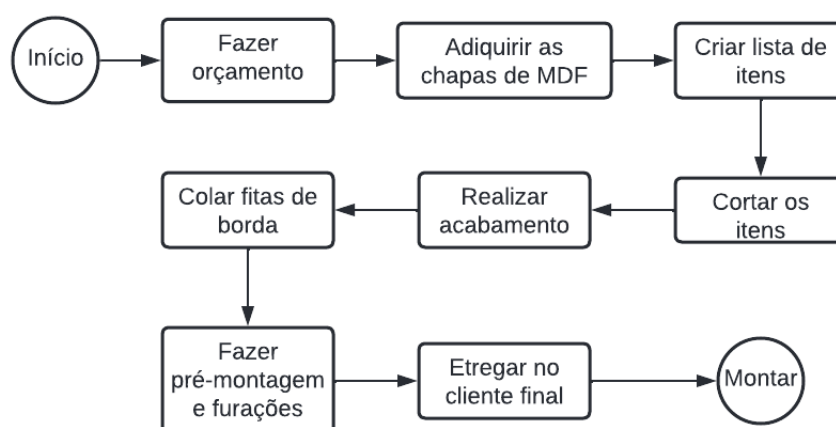 Início
Fazer
orçamento
Adiquirir as
chapas de MDF
Criar lista de
itens
Cortar os
itens
Realizar
acabamento
Colar fitas de
borda
Fazer
pré-montagem
e furações
Etregar no
cliente final
Montar